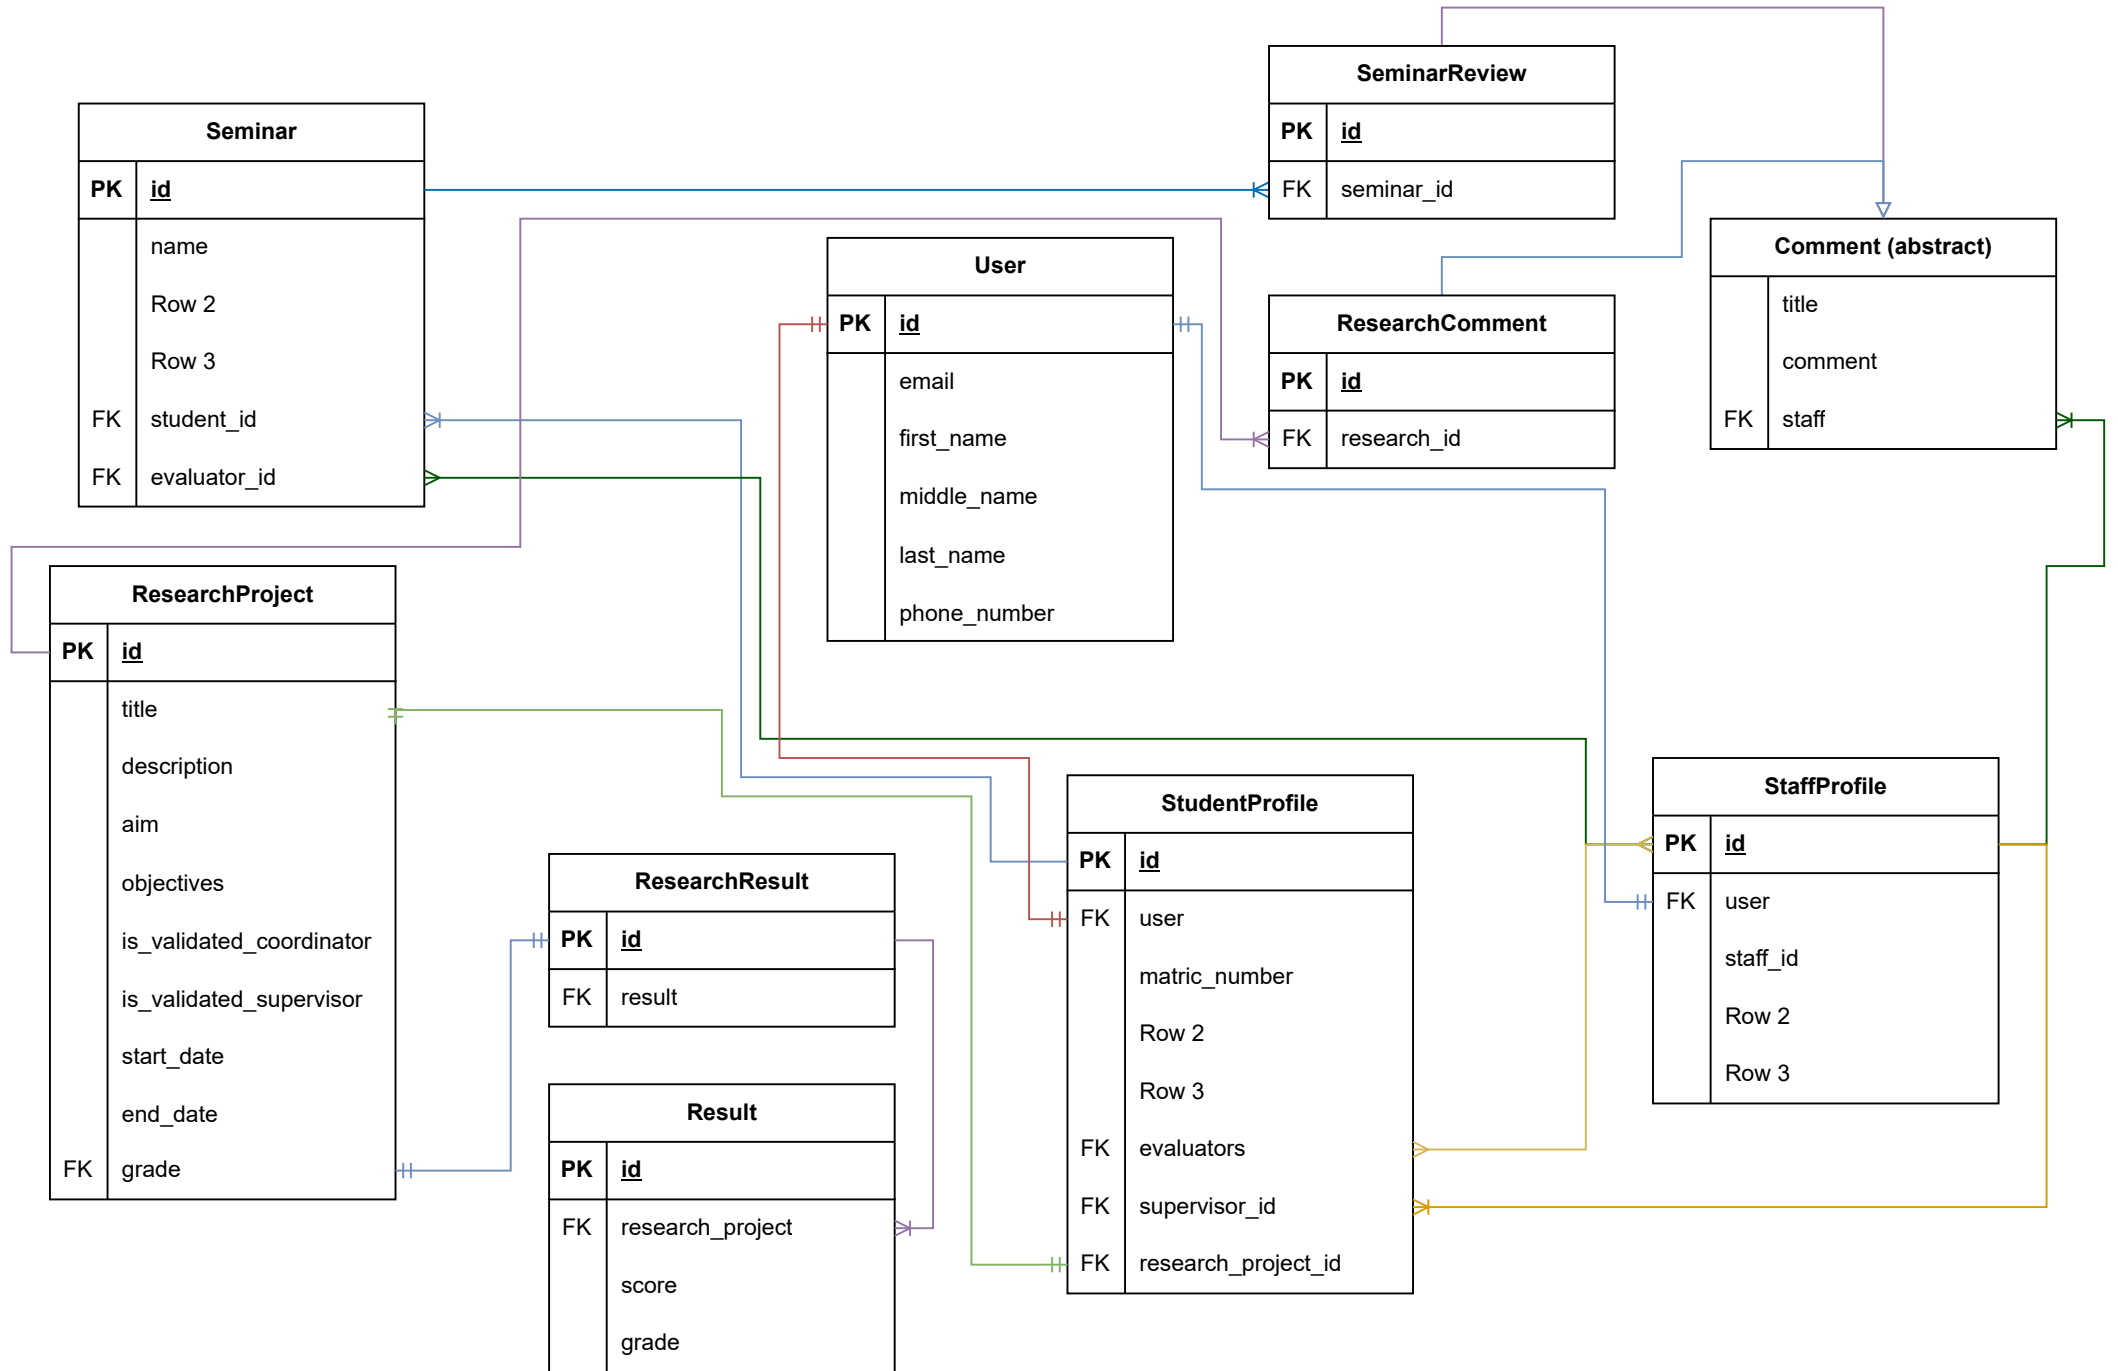 SeminarReview
PK id
FK seminar_id
Seminar
PK id
name
Row 2
Row 3
FK student_id
FK evaluator_id
User
PK id
email
first_name
middle_name
last_name
phone_number
ResearchComment
PK id
FK research_id
Comment (abstract)
title
comment
FK staff
ResearchProject
PK id
title
description
aim
objectives
is_validated_coordinator
is_validated_supervisor
start_date
end_date
FK grade
ResearchResult
PK id
FK result
Result
PK id
FK research_project
score
grade
StudentProfile
PK id
FK user
matric_number
Row 2
Row 3
FK evaluators
FK supervisor_id
FK research_project_id
StaffProfile
PK id
FK user
staff_id
Row 2
Row 3